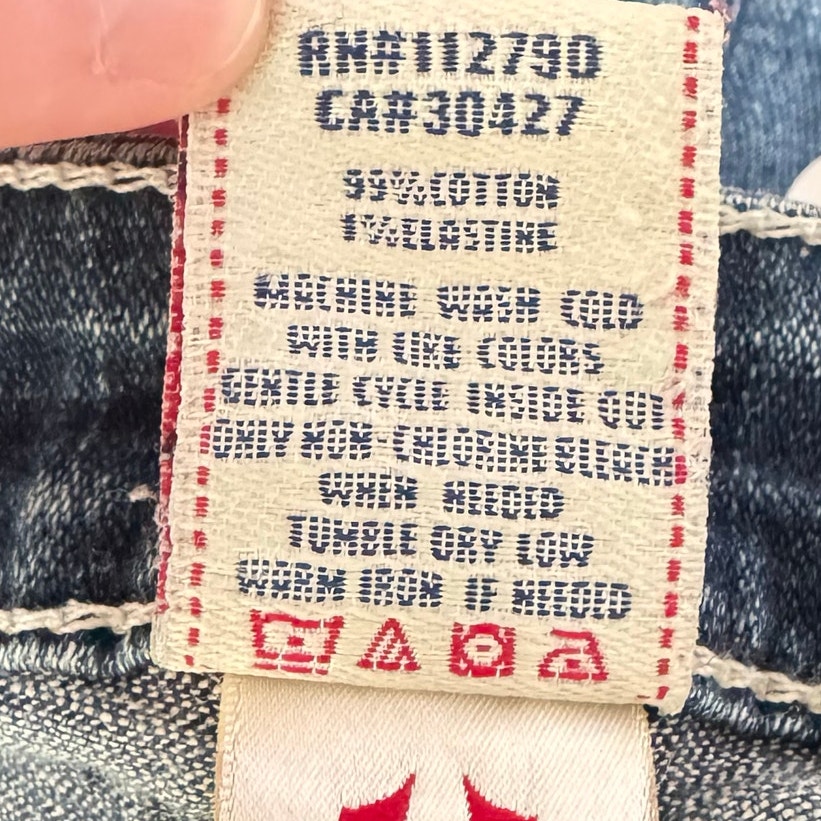 RN#112790
CA#30427
99%COTTON
1%ELASTINE
MACHINE WASH COLD
WITH LIKE COLORS
GENTLE CYCLE INSIDE OUT
ONLY NON-CHLORINE BLEACH
WHEN NEEDED
TUMBLE DRY LOW
WARM IRON IF NEEDED